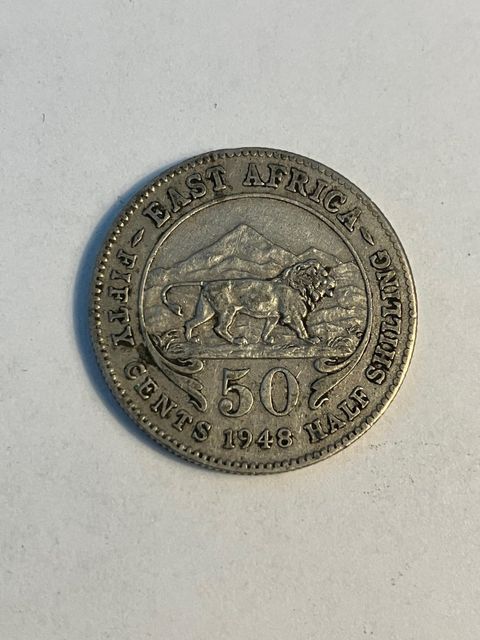 EAST AFRICA
FIFTY CENTS 1948 HALF SHILLING
50